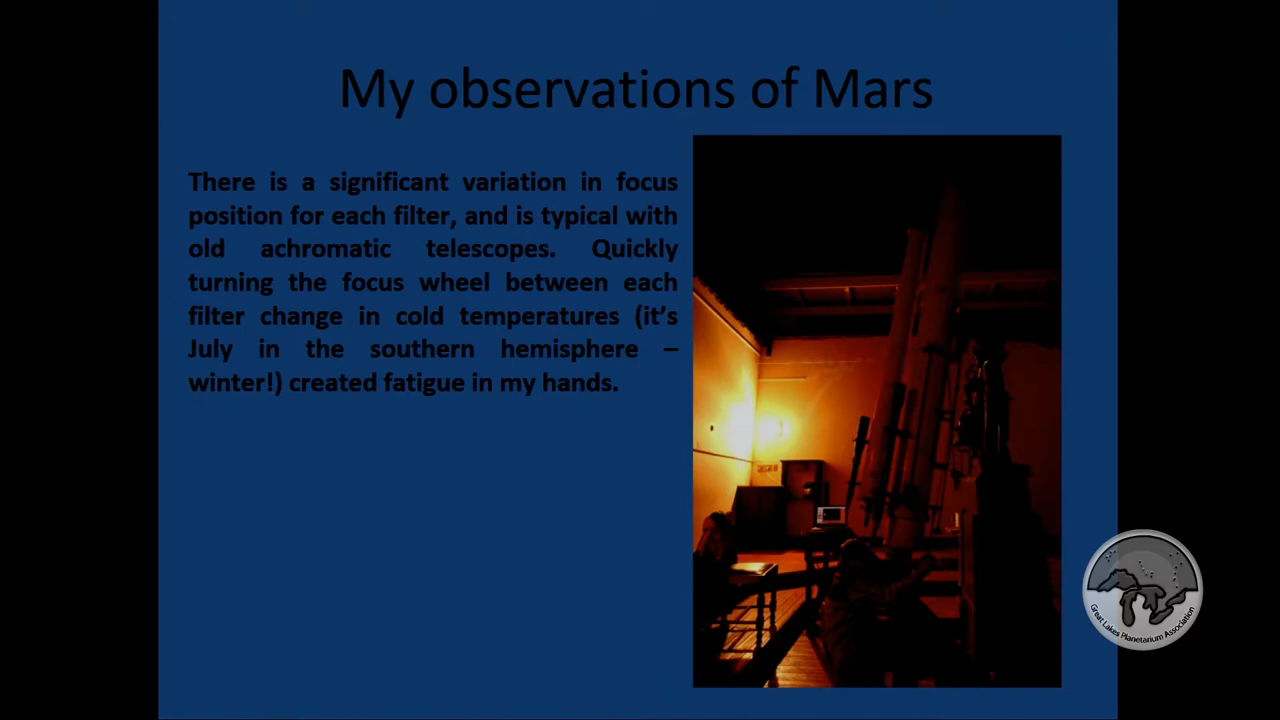 My observations of Mars
There is a significant variation in focus
position for each filter, and is typical with
old achromatic telescopes. Quickly
turning the focus wheel between each
filter change in cold temperatures (it’s
July in the southern hemisphere –
winter!) created fatigue in my hands.
Great Lakes Planetarium Association